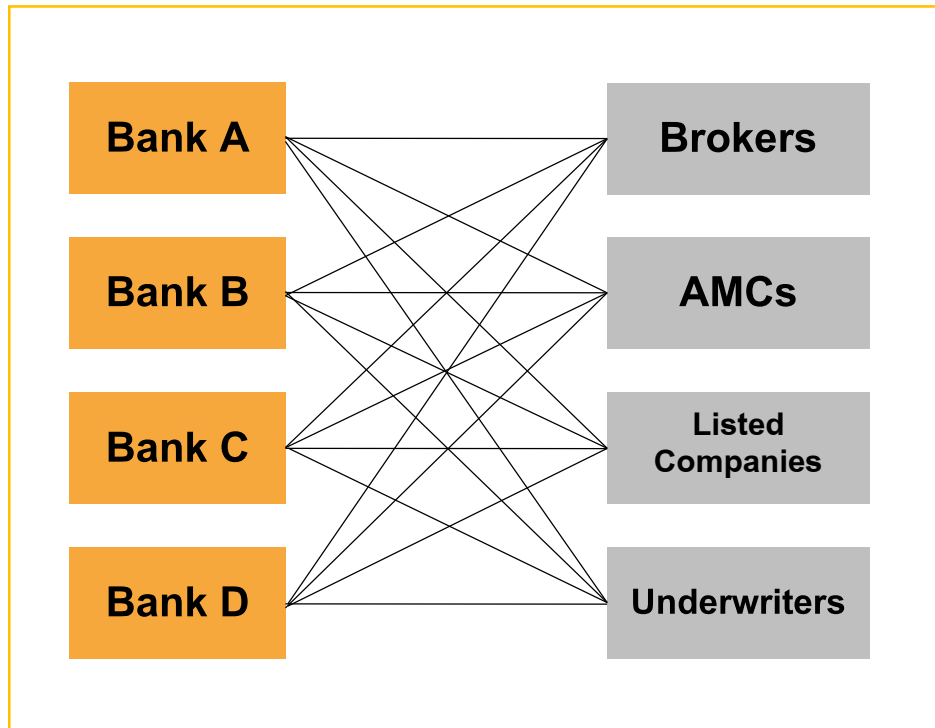 Bank A
Brokers
Bank B
AMCs
Bank C
Listed
Companies
Bank D
Underwriters